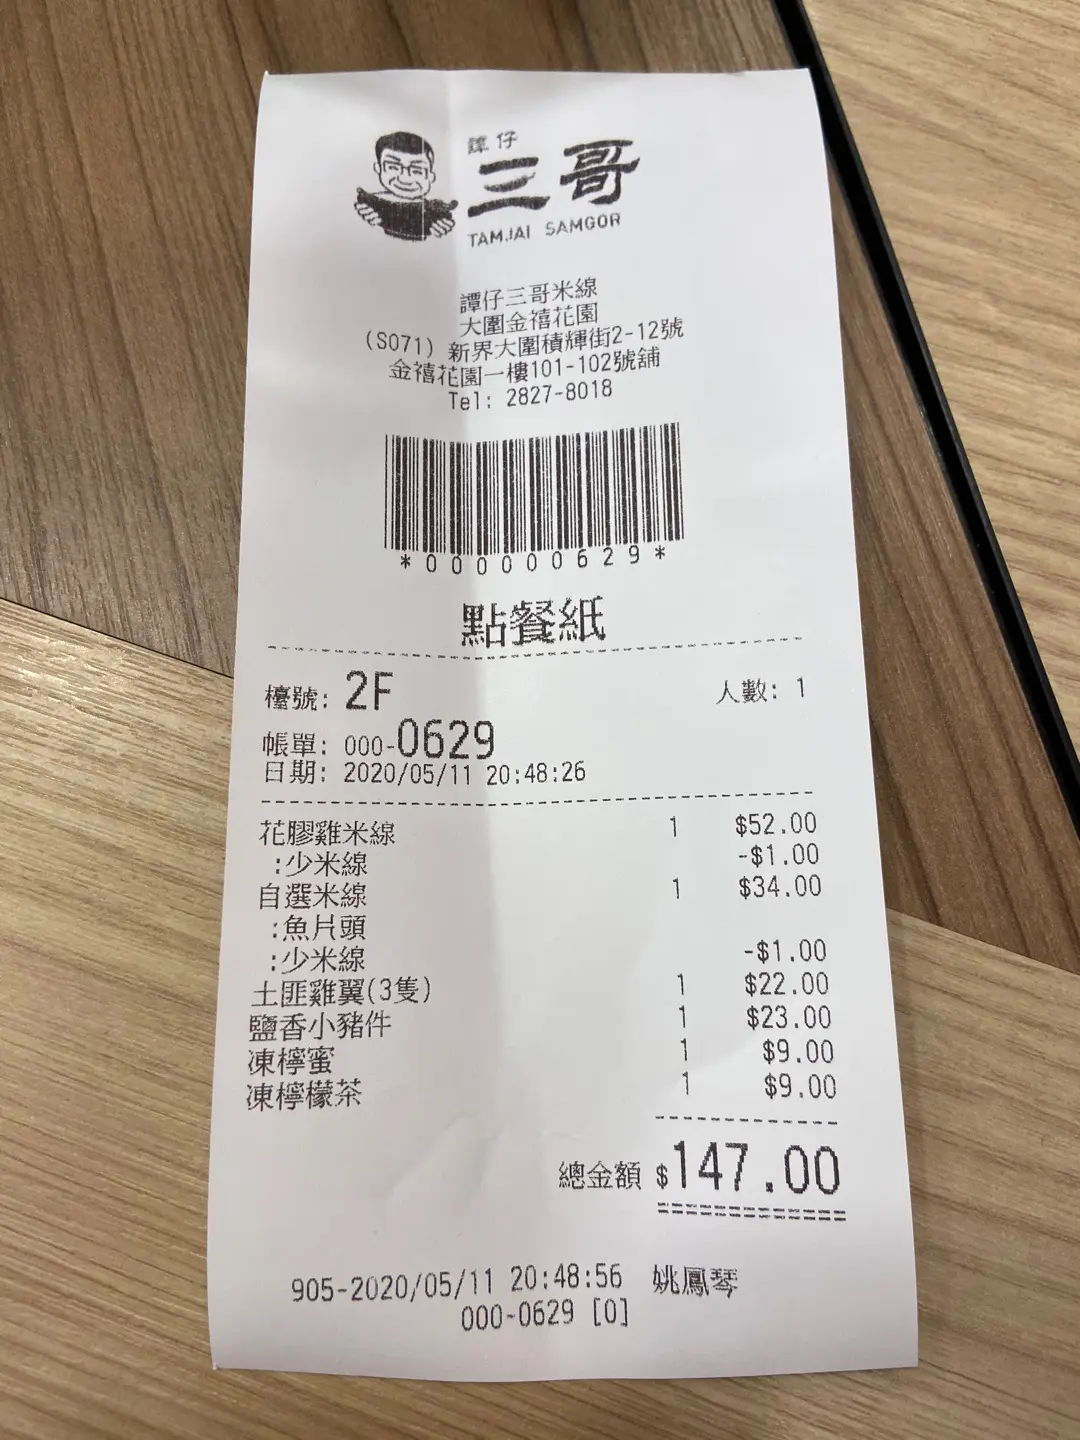 譚仔
三哥
TAMJAI SAMGOR
譚仔三哥米線
大圍金禧花園
(S071) 新界大圍積輝街2-12號
金禧花園一樓101-102號舖
Tel: 2827-8018
*000000629*
點餐紙
檯號: 2F 人數: 1
帳單: 000-0629
日期: 2020/05/11 20:48:26
花膠雞米線 1 $52.00
:少米線 -$1.00
自選米線 1 $34.00
:魚片頭
:少米線 -$1.00
土匪雞翼(3隻) 1 $22.00
鹽香小豬件 1 $23.00
凍檸蜜 1 $9.00
凍檸檬茶 1 $9.00
總金額 $147.00
905-2020/05/11 20:48:56 姚鳳琴
000-0629 [0]